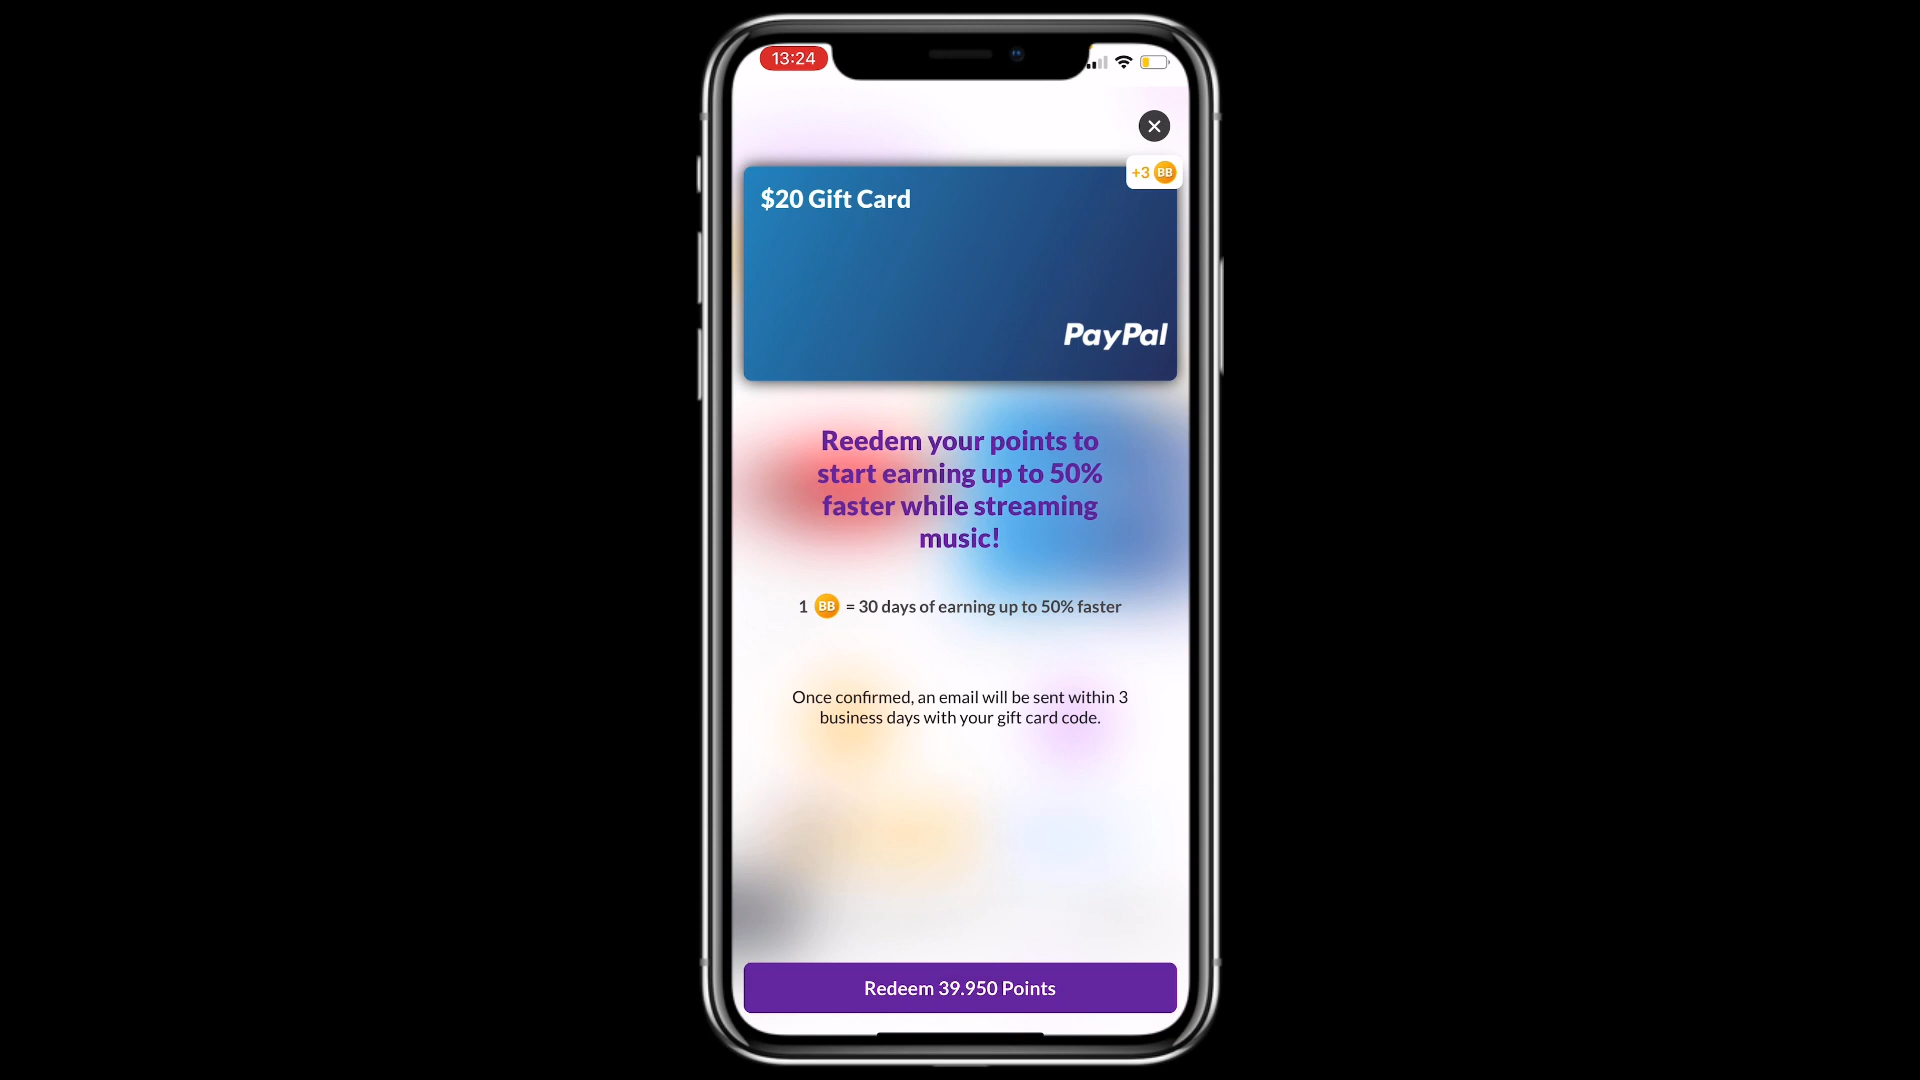 13:24
+3 BB
$20 Gift Card
PayPal
Reedem your points to
start earning up to 50%
faster while streaming
music!
1 BB = 30 days of earning up to 50% faster
Once confirmed, an email will be sent within 3
business days with your gift card code.
Redeem 39.950 Points